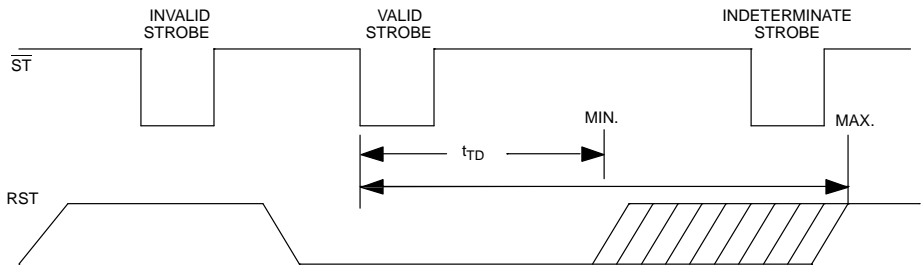 INVALID
STROBE
VALID
STROBE
INDETERMINATE
STROBE
ST
MIN.
MAX.
tTD
RST